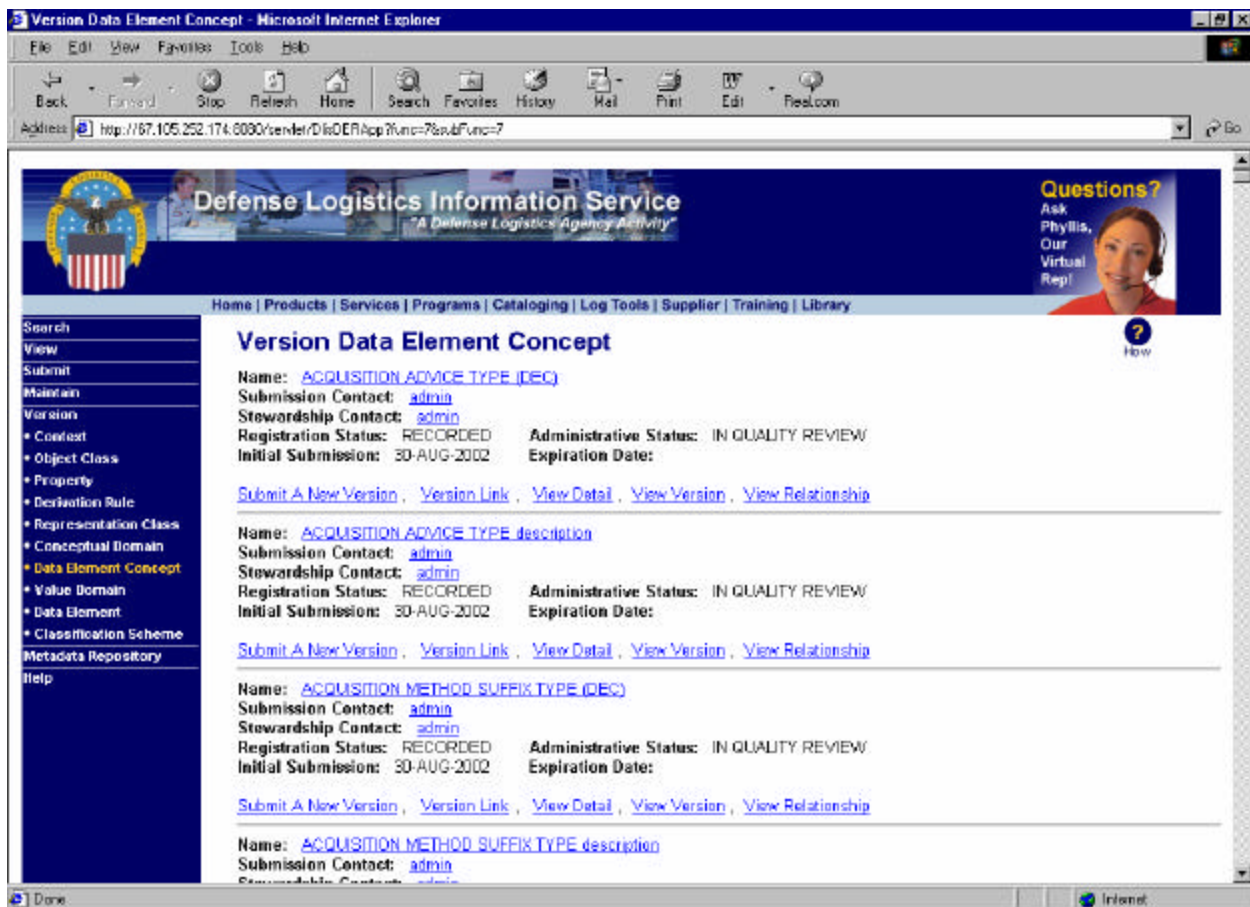 Version Data Element Concept - Microsoft Internet Explorer
File Edit View Favorites Tools Help
Back Forward Stop Refresh Home Search Favorites History Mail Print Edit Real.com
Address http://67.105.252.174:8080/servlet/DlisDERApp?func=7&subFunc=7 Go
Defense Logistics Information Service
"A Defense Logistics Agency Activity"
Questions?
Ask
Phyllis,
Our
Virtual
Rep!
Home | Products | Services | Programs | Cataloging | Log Tools | Supplier | Training | Library
Search
View
Submit
Maintain
Version
• Context
• Object Class
• Property
• Derivation Rule
• Representation Class
• Conceptual Domain
• Data Element Concept
• Value Domain
• Data Element
• Classification Scheme
Metadata Repository
Help
Version Data Element Concept
?
How
Name: ACQUISITION ADVICE TYPE (DEC)
Submission Contact: admin
Stewardship Contact: admin
Registration Status: RECORDED Administrative Status: IN QUALITY REVIEW
Initial Submission: 30-AUG-2002 Expiration Date:
Submit A New Version , Version Link , View Detail , View Version , View Relationship
Name: ACQUISITION ADVICE TYPE description
Submission Contact: admin
Stewardship Contact: admin
Registration Status: RECORDED Administrative Status: IN QUALITY REVIEW
Initial Submission: 30-AUG-2002 Expiration Date:
Submit A New Version , Version Link , View Detail , View Version , View Relationship
Name: ACQUISITION METHOD SUFFIX TYPE (DEC)
Submission Contact: admin
Stewardship Contact: admin
Registration Status: RECORDED Administrative Status: IN QUALITY REVIEW
Initial Submission: 30-AUG-2002 Expiration Date:
Submit A New Version , Version Link , View Detail , View Version , View Relationship
Name: ACQUISITION METHOD SUFFIX TYPE description
Submission Contact: admin
Stewardship Contact: admin
Done Internet